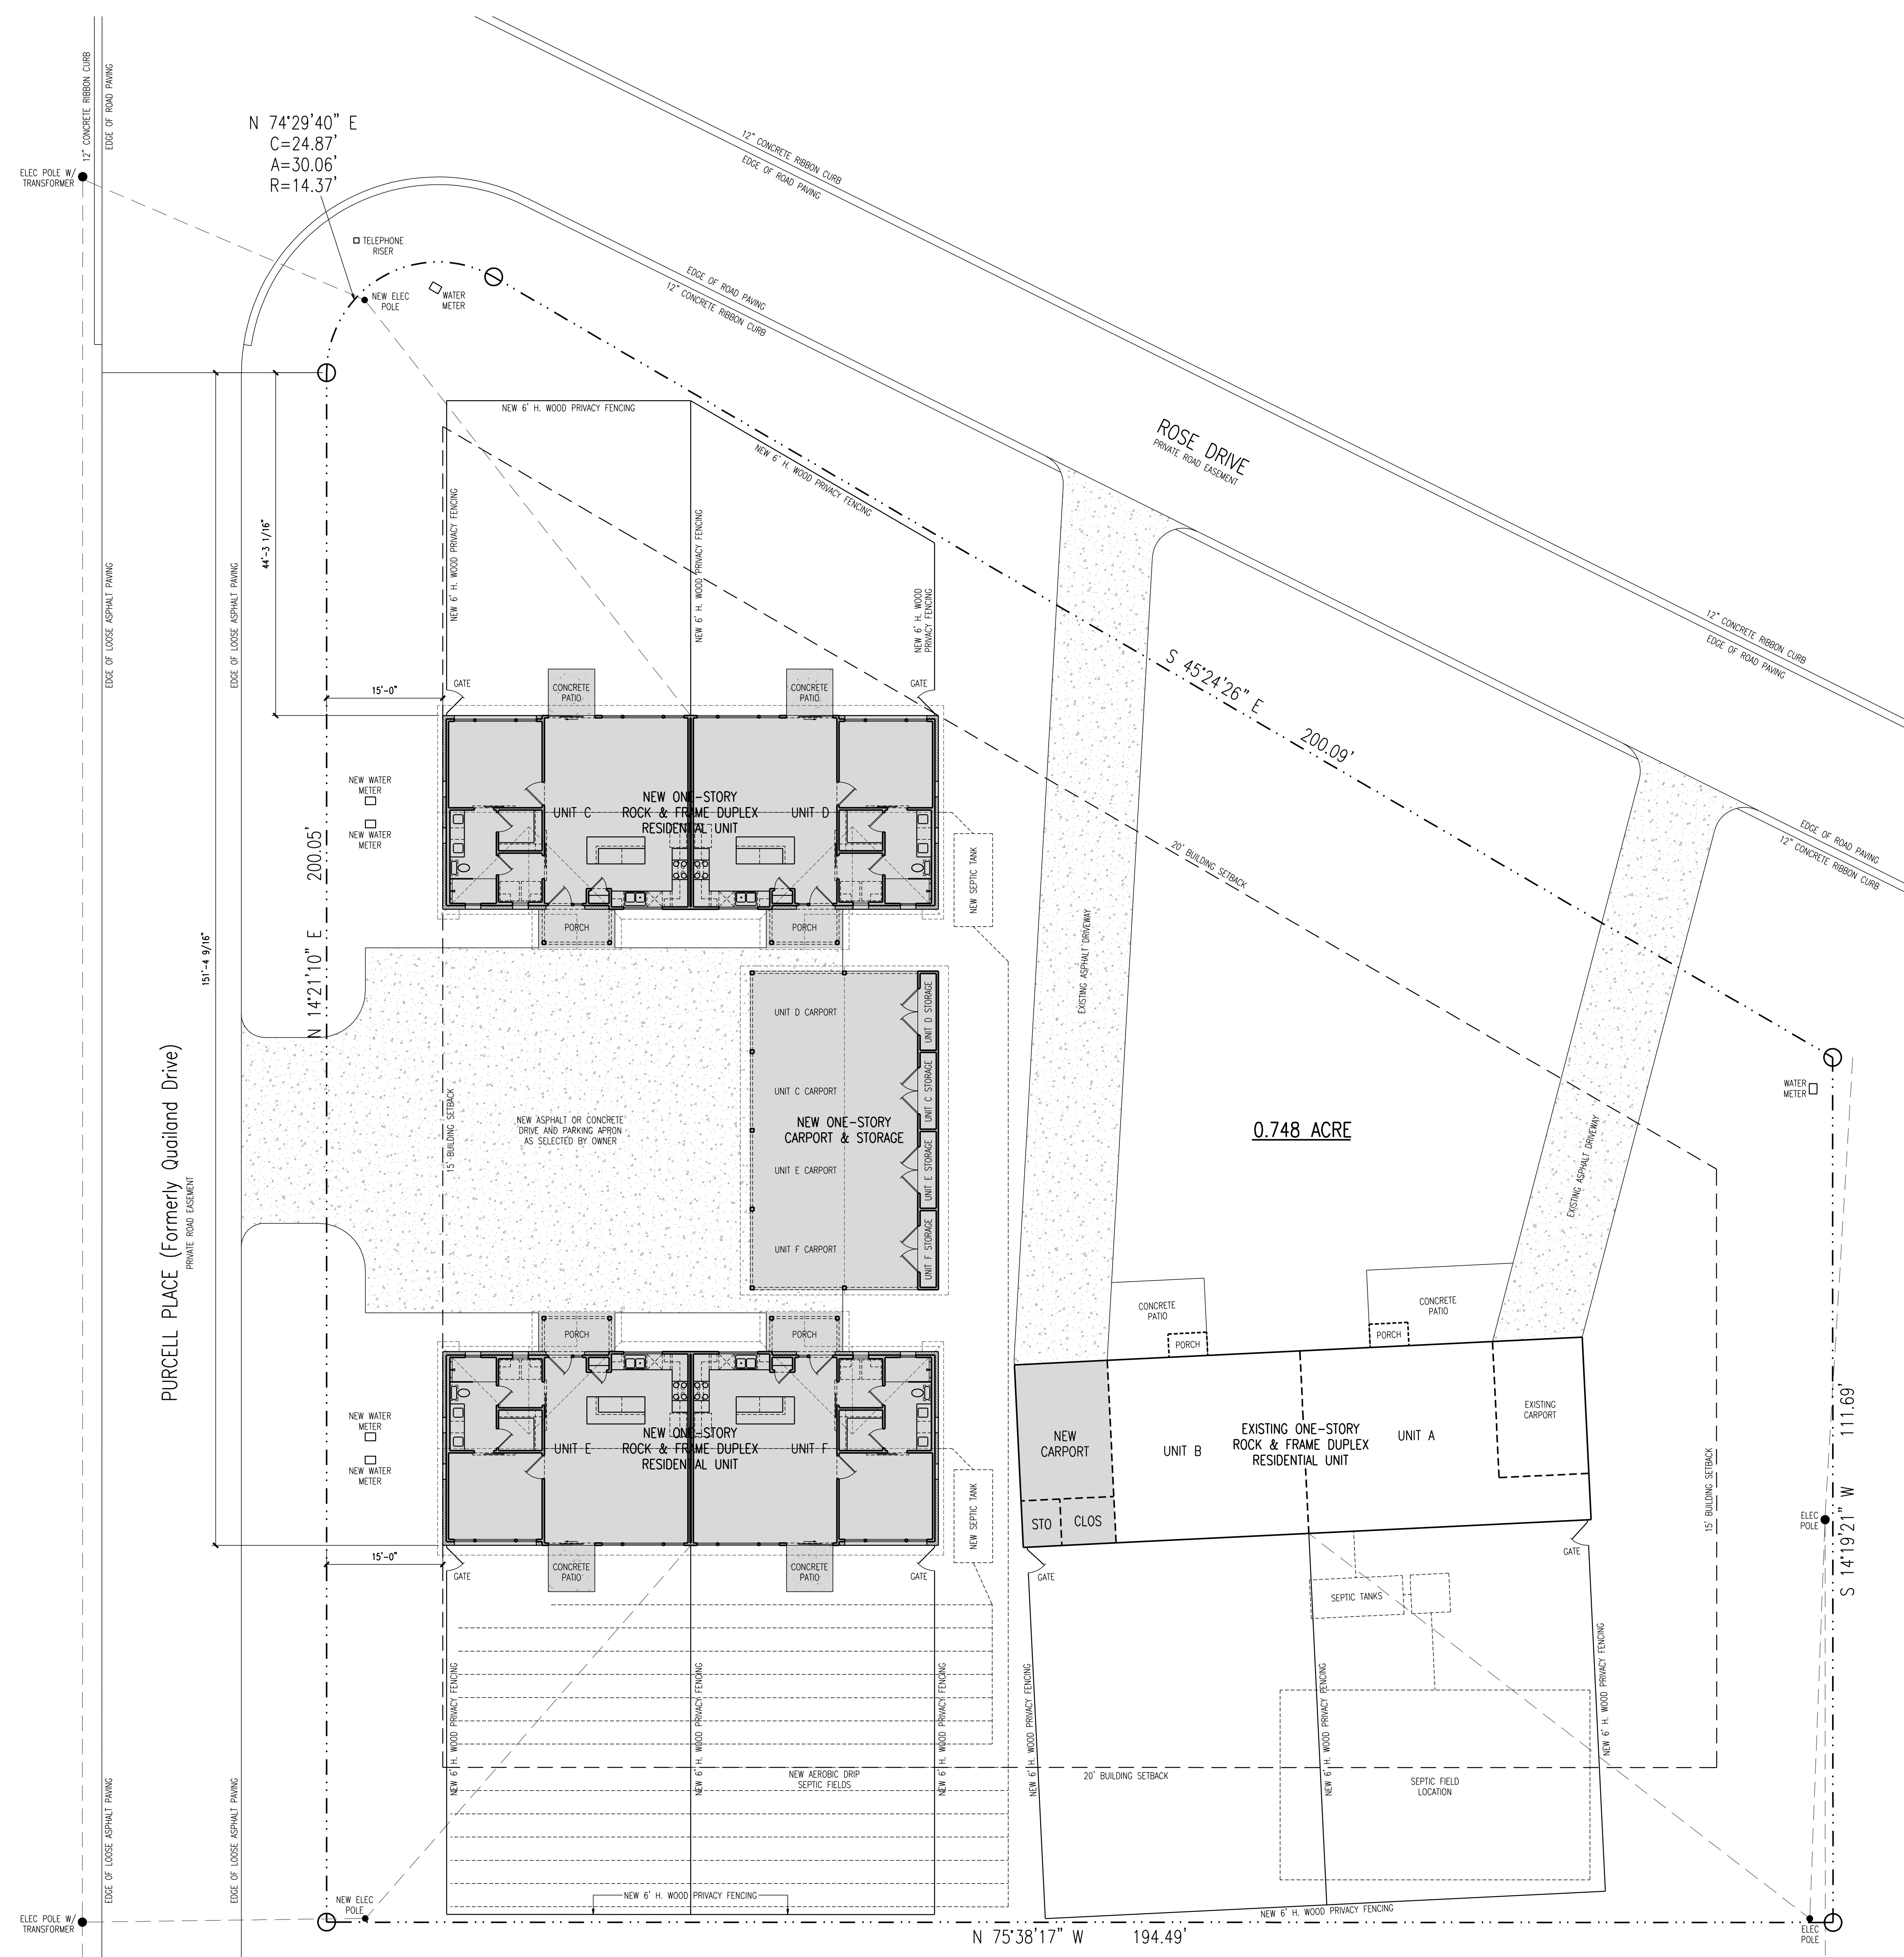 12" CONCRETE RIBBON CURB
EDGE OF ROAD PAVING
N 74°29'40" E
C=24.87'
A=30.06'
R=14.37'
ELEC POLE W/
TRANSFORMER
12" CONCRETE RIBBON CURB
EDGE OF ROAD PAVING
TELEPHONE
RISER
NEW ELEC
POLE
WATER
METER
EDGE OF ROAD PAVING
12" CONCRETE RIBBON CURB
NEW 6' H. WOOD PRIVACY FENCING
NEW 6' H. WOOD PRIVACY FENCING
ROSE DRIVE
PRIVATE ROAD EASEMENT
NEW 6' H. WOOD PRIVACY FENCING
NEW 6' H. WOOD PRIVACY FENCING
NEW 6' H. WOOD
PRIVACY FENCING
44'-3 1/16"
EDGE OF LOOSE ASPHALT PAVING
EDGE OF LOOSE ASPHALT PAVING
12" CONCRETE RIBBON CURB
EDGE OF ROAD PAVING
S 45°24'26" E
200.09'
15'-0"
GATE
CONCRETE
PATIO
CONCRETE
PATIO
GATE
NEW WATER
METER
NEW WATER
METER
UNIT C
NEW ONE-STORY
ROCK & FRAME DUPLEX
RESIDENTIAL UNIT
UNIT D
20' BUILDING SETBACK
EDGE OF ROAD PAVING
12" CONCRETE RIBBON CURB
NEW SEPTIC TANK
PORCH
PORCH
N 14°21'10" E
200.05'
151'-4 9/16"
EXISTING ASPHALT DRIVEWAY
UNIT D CARPORT
UNIT D STORAGE
UNIT C CARPORT
UNIT C STORAGE
PURCELL PLACE (Formerly Quailand Drive)
PRIVATE ROAD EASEMENT
15' BUILDING SETBACK
NEW ASPHALT OR CONCRETE
DRIVE AND PARKING APRON
AS SELECTED BY OWNER
NEW ONE-STORY
CARPORT & STORAGE
UNIT E CARPORT
UNIT E STORAGE
UNIT F CARPORT
UNIT F STORAGE
0.748 ACRE
WATER
METER
EXISTING ASPHALT DRIVEWAY
CONCRETE
PATIO
CONCRETE
PATIO
PORCH
PORCH
PORCH
PORCH
NEW WATER
METER
NEW WATER
METER
UNIT E
NEW ONE-STORY
ROCK & FRAME DUPLEX
RESIDENTIAL UNIT
UNIT F
NEW
CARPORT
STO
CLOS
UNIT B
EXISTING ONE-STORY
ROCK & FRAME DUPLEX
RESIDENTIAL UNIT
UNIT A
EXISTING
CARPORT
15' BUILDING SETBACK
S 14°19'21" W
111.69'
ELEC
POLE
NEW SEPTIC TANK
15'-0"
GATE
CONCRETE
PATIO
CONCRETE
PATIO
GATE
GATE
GATE
SEPTIC TANKS
NEW 6' H. WOOD PRIVACY FENCING
NEW 6' H. WOOD PRIVACY FENCING
NEW 6' H. WOOD PRIVACY FENCING
NEW 6' H. WOOD PRIVACY FENCING
NEW 6' H. WOOD PRIVACY FENCING
NEW 6' H. WOOD PRIVACY FENCING
NEW AEROBIC DRIP
SEPTIC FIELDS
20' BUILDING SETBACK
SEPTIC FIELD
LOCATION
EDGE OF LOOSE ASPHALT PAVING
EDGE OF LOOSE ASPHALT PAVING
NEW ELEC
POLE
NEW 6' H. WOOD PRIVACY FENCING
NEW 6' H. WOOD PRIVACY FENCING
ELEC POLE W/
TRANSFORMER
N 75°38'17" W
194.49'
ELEC
POLE